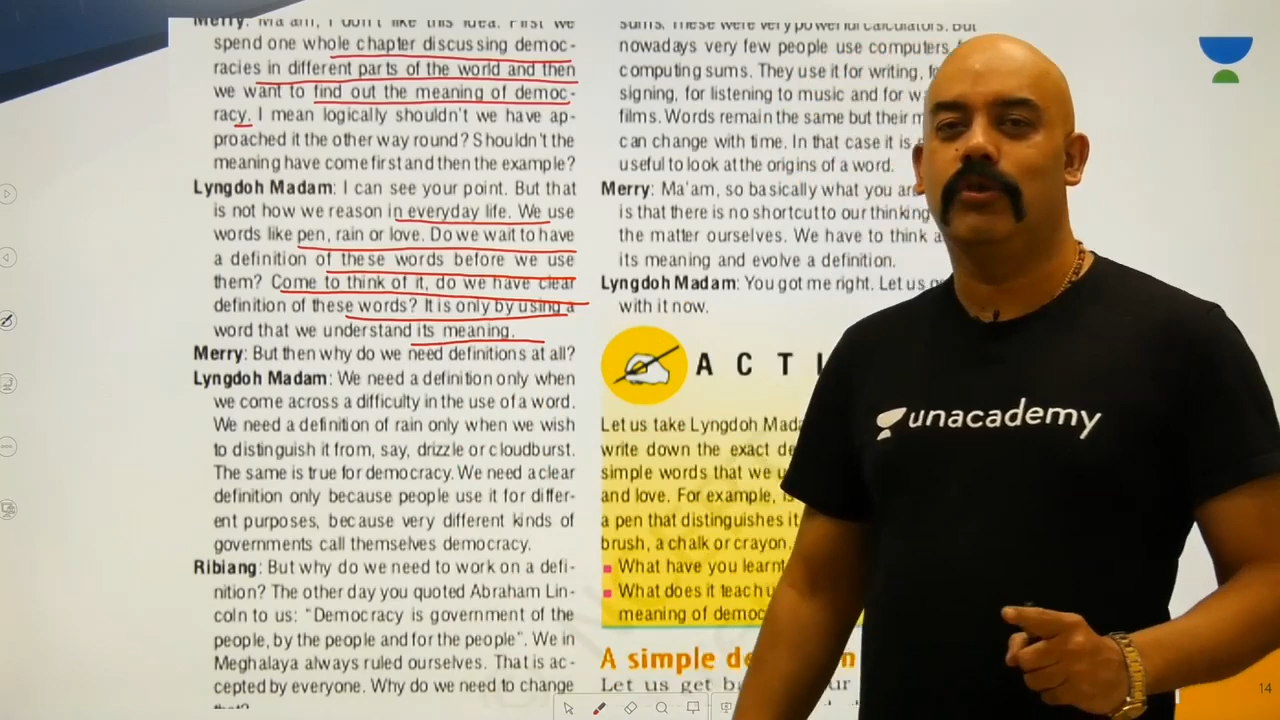 Merry: Ma'am, I don't like this idea. First we
spend one whole chapter discussing democ-
racies in different parts of the world and then
we want to find out the meaning of democ-
racy. I mean logically shouldn't we have ap-
proached it the other way round? Shouldn't the
meaning have come first and then the example?
Lyngdoh Madam: I can see your point. But that
is not how we reason in everyday life. We use
words like pen, rain or love. Do we wait to have
a definition of these words before we use
them? Come to think of it, do we have clear
definition of these words? It is only by using a
word that we understand its meaning.
Merry: But then why do we need definitions at all?
Lyngdoh Madam: We need a definition only when
we come across a difficulty in the use of a word.
We need a definition of rain only when we wish
to distinguish it from, say, drizzle or cloudburst.
The same is true for democracy. We need a clear
definition only because people use it for differ-
ent purposes, because very different kinds of
governments call themselves democracy.
Ribiang: But why do we need to work on a defi-
nition? The other day you quoted Abraham Lin-
coln to us: "Democracy is government of the
people, by the people and for the people". We in
Meghalaya always ruled ourselves. That is ac-
cepted by everyone. Why do we need to change
that?
sums. These were very powerful calculators. But
nowadays very few people use computers
computing sums. They use it for writing,
signing, for listening to music and for
films. Words remain the same but their
can change with time. In that case it is
useful to look at the origins of a word.
Merry: Ma'am, so basically what you
is that there is no shortcut to our thinking
the matter ourselves. We have to think
its meaning and evolve a definition.
Lyngdoh Madam: You got me right. Let us
with it now.
ACTI
Let us take Lyngdoh
write down the exact
simple words that we
and love. For example,
a pen that distinguishes it
brush, a chalk or crayon.
What have you learnt
What does it teach
meaning of
A simple
Let us get
unacademy
14